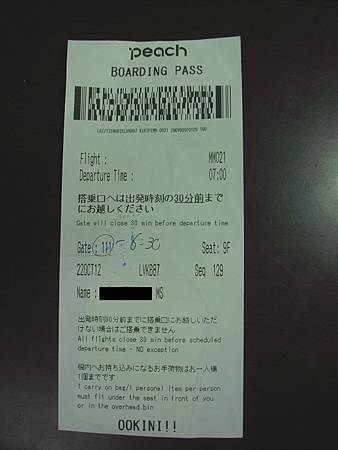 peach
BOARDING PASS
Flight : MM021
Departure Time : 07:00
搭乗口へは出発時刻の30分前まで
にお越しください
Gate will close 30 min before departure time
Gate : 111 - 6:30 Seat: 9F
22OCT12 LVKB87 Seq 129
Name : MS
出発時刻30分前までに搭乗口にお越しいただ
けない場合はご搭乗できません
All flights close 30 min before scheduled
departure time - NO exception
機内へお持ち込みになるお手荷物はお一人様
1個までです
1 carry on bag/1 personal item per person
must fit under the seat in front of you
or in the overhead bin
OOKINI!!